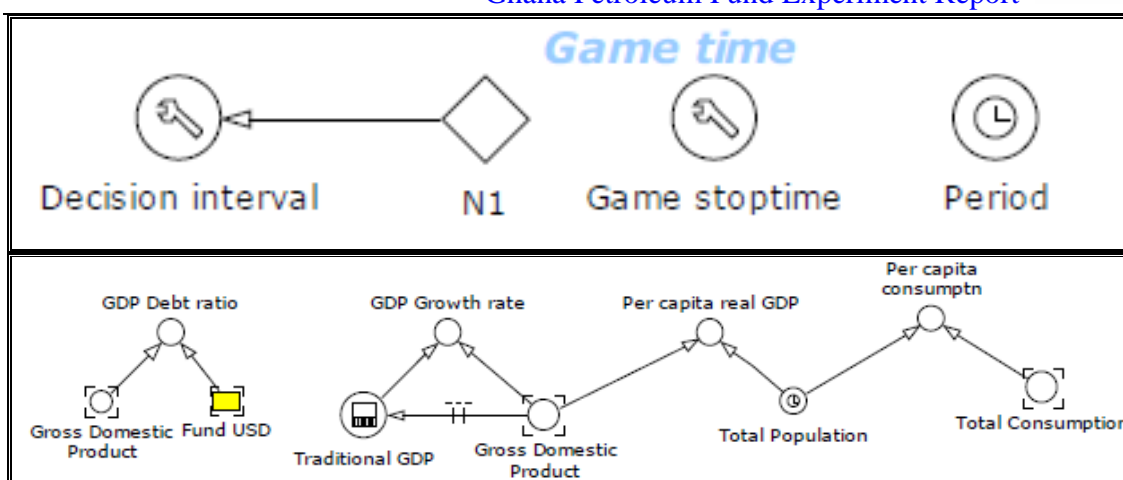 Ghana Petroleum Fund Experiment Report
Game time
Decision interval
N1
Game stoptime
Period
GDP Debt ratio
GDP Growth rate
Per capita real GDP
Per capita
consumptn
Gross Domestic
Product
Fund USD
Traditional GDP
Gross Domestic
Product
Total Population
Total Consumption